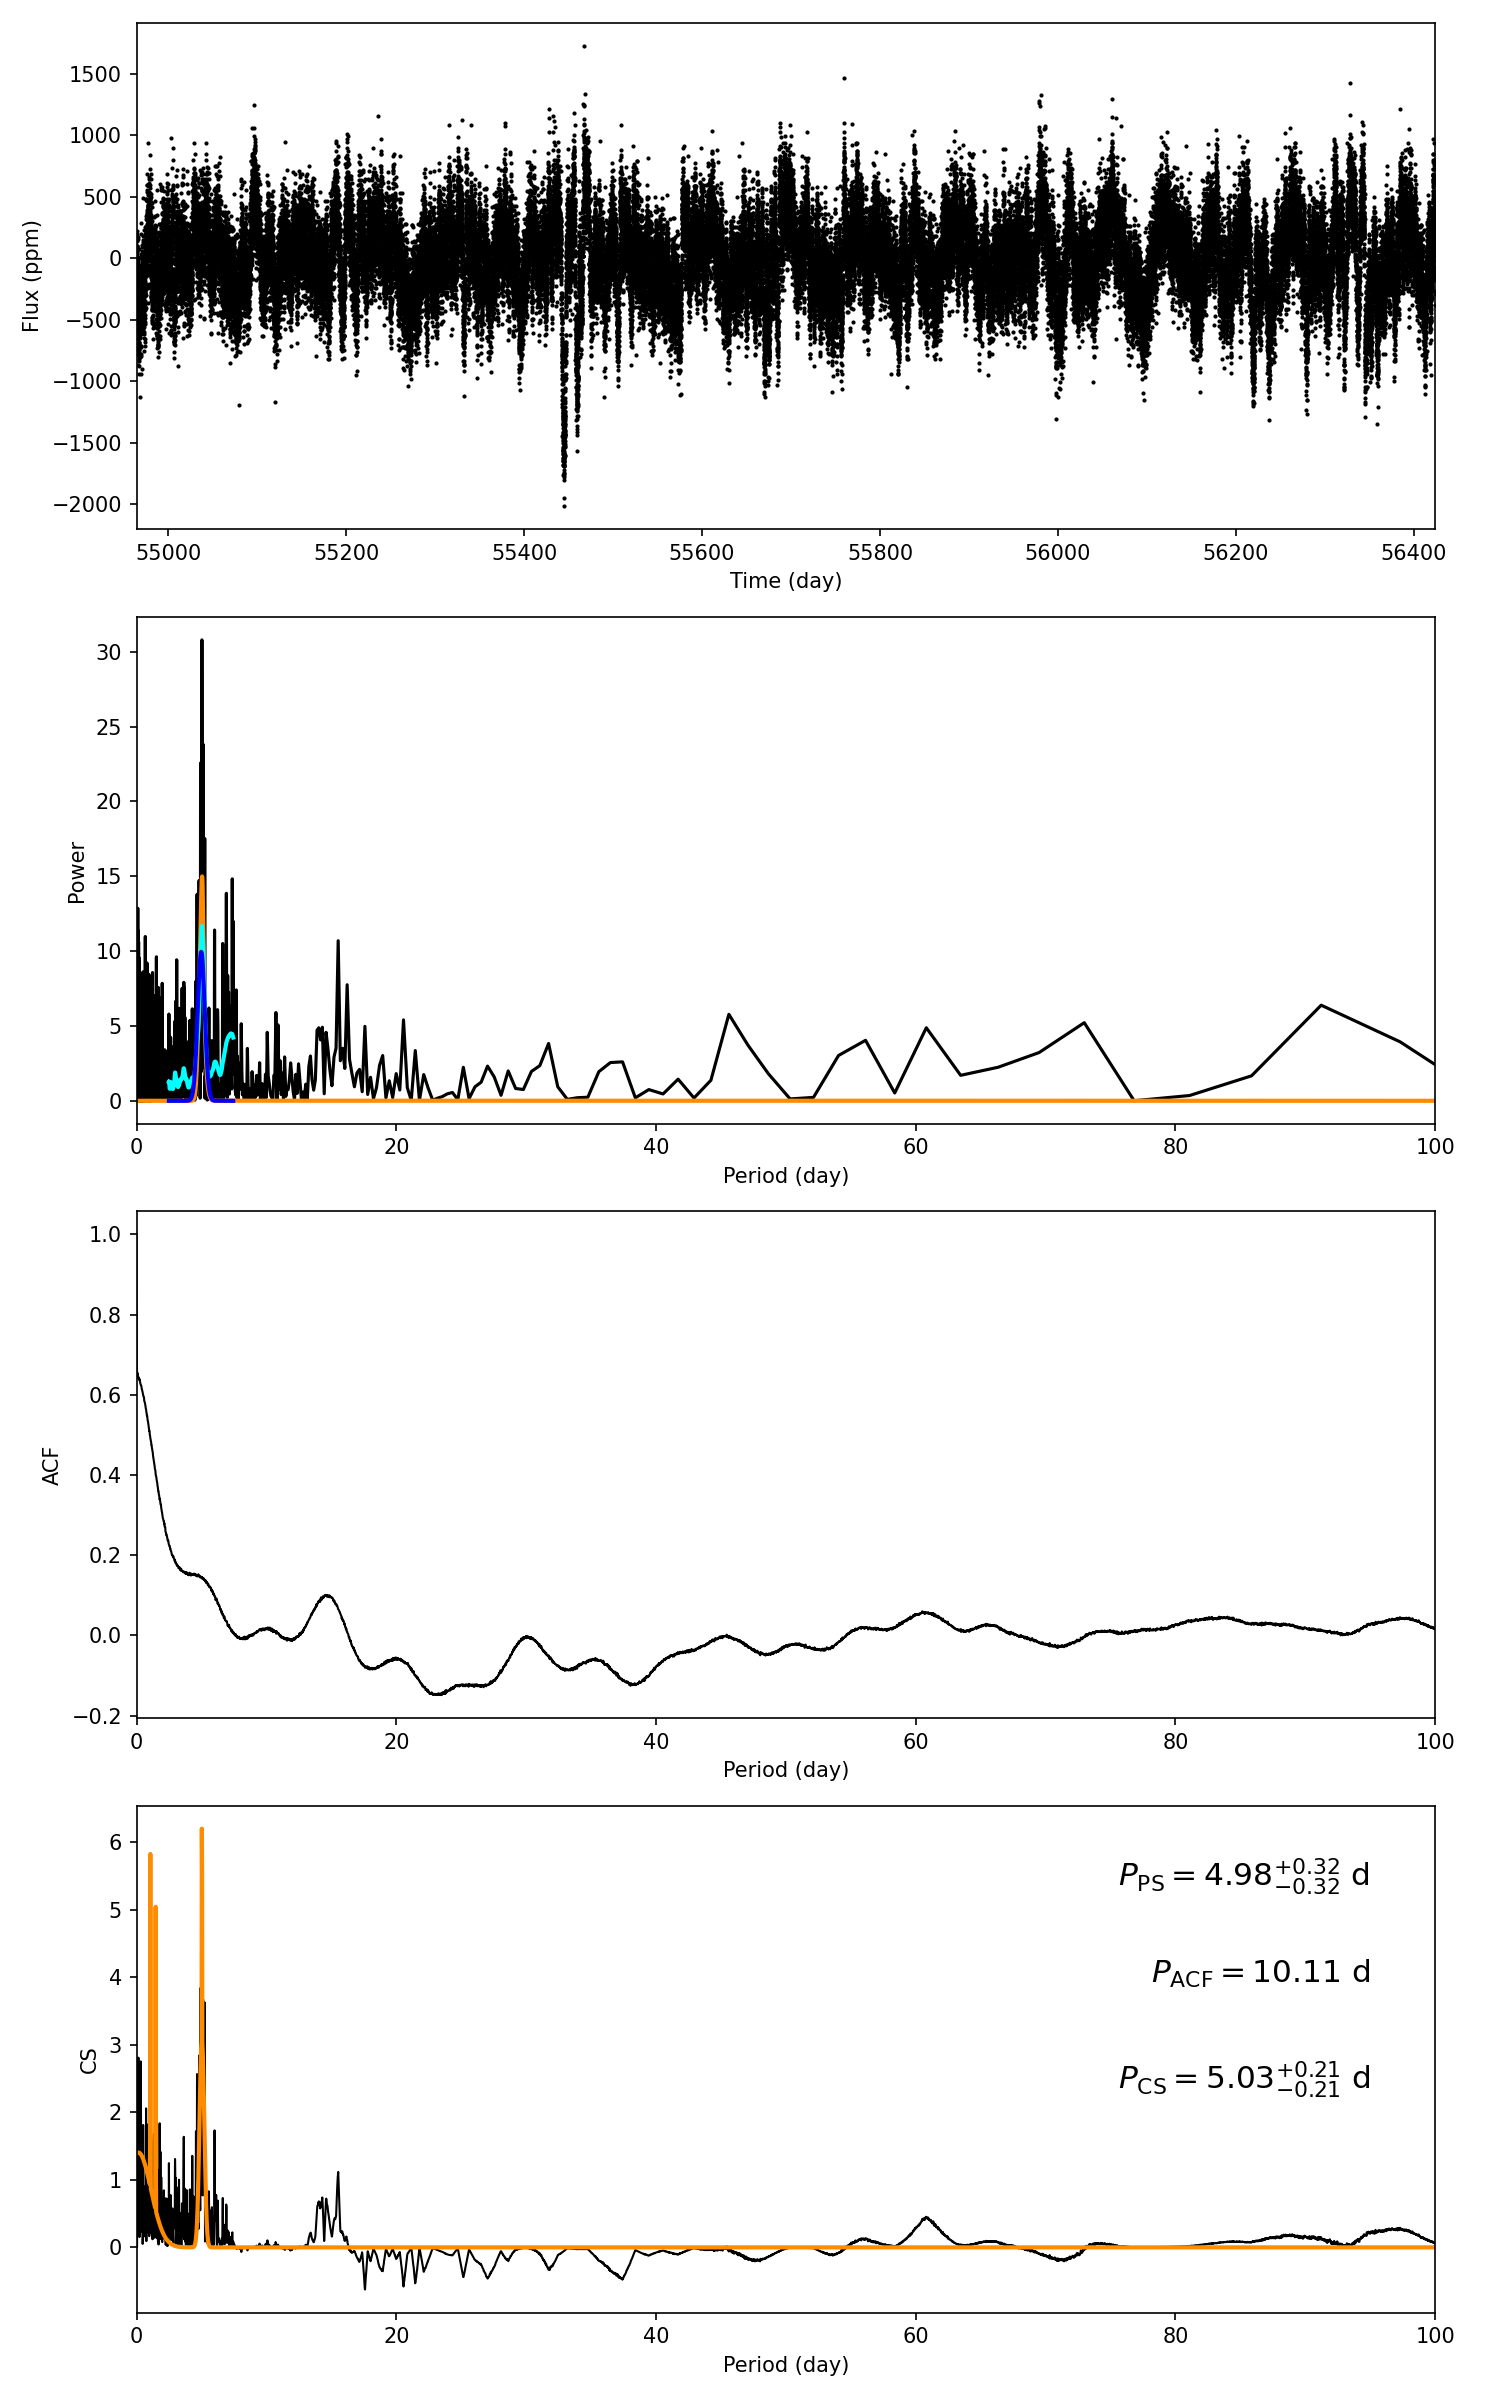 1500
1000
500
0
−500
−1000
−1500
−2000
Flux (ppm)
55000 55200 55400 55600 55800 56000 56200 56400
Time (day)
30
25
20
15
10
5
0
Power
0 20 40 60 80 100
Period (day)
1.0
0.8
0.6
0.4
0.2
0.0
−0.2
ACF
0 20 40 60 80 100
Period (day)
6
5
4
3
2
1
0
CS
P_PS = 4.98^{+0.32}_{−0.32} d
P_ACF = 10.11 d
P_CS = 5.03^{+0.21}_{−0.21} d
0 20 40 60 80 100
Period (day)